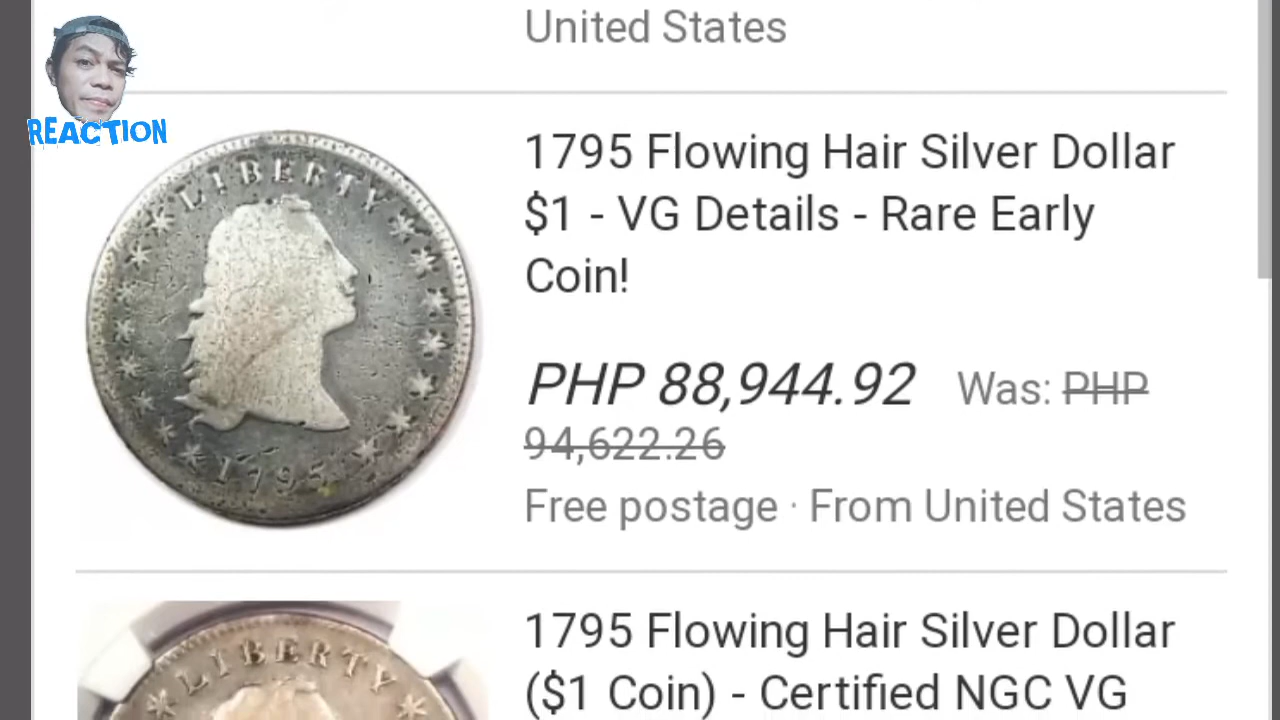 United States
REACTION
LIBERTY
1795
1795 Flowing Hair Silver Dollar
$1 - VG Details - Rare Early
Coin!
PHP 88,944.92 Was: PHP
94,622.26
Free postage · From United States
LIBERTY
1795 Flowing Hair Silver Dollar
($1 Coin) - Certified NGC VG